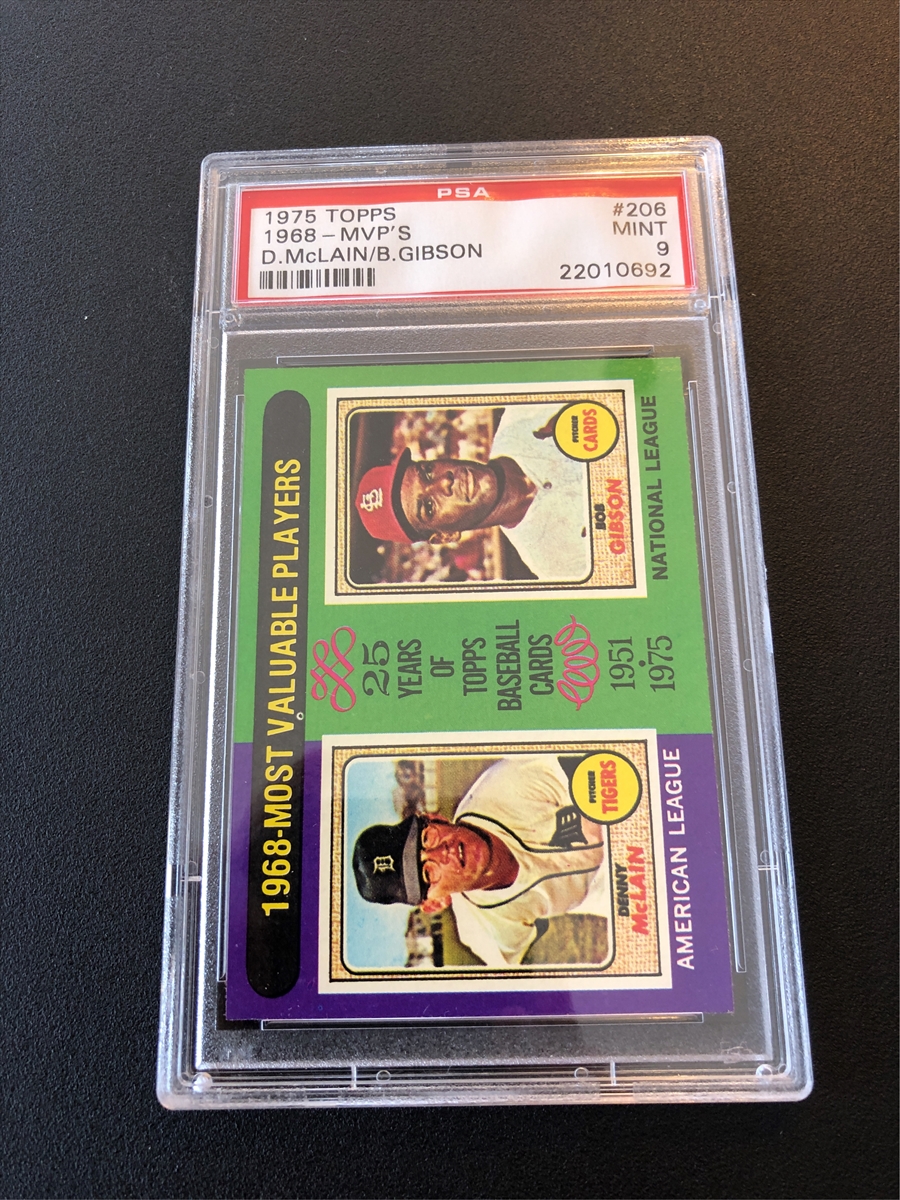 PSA
1975 TOPPS #206
1968-MVP'S MINT
D.McLAIN/B.GIBSON 9
22010692
1968-MOST VALUABLE PLAYERS
DENNY
McLAIN
PITCHER
TIGERS
AMERICAN LEAGUE
25
YEARS
OF
TOPPS
BASEBALL
CARDS
1951
•
1975
BOB
GIBSON
PITCHER
CARDS
NATIONAL LEAGUE